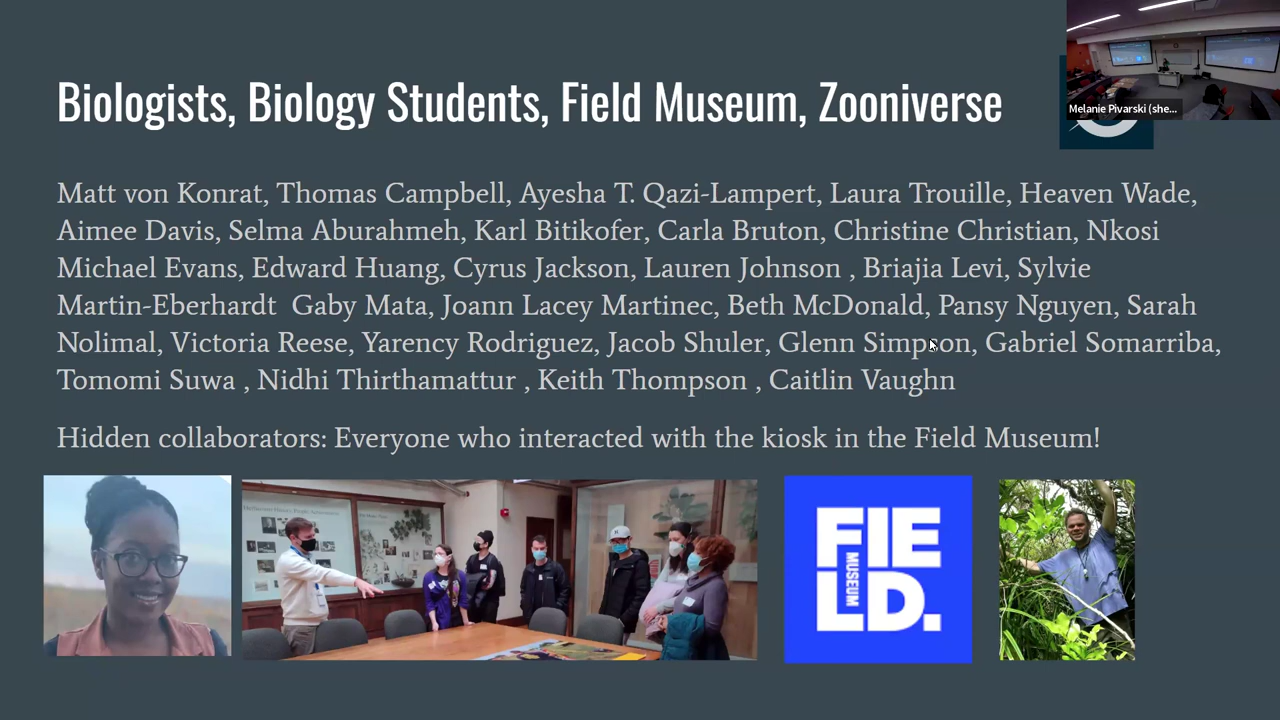 Biologists, Biology Students, Field Museum, Zooniverse
Melanie Pivarski (she...
Matt von Konrat, Thomas Campbell, Ayesha T. Qazi-Lampert, Laura Trouille, Heaven Wade,
Aimee Davis, Selma Aburahmeh, Karl Bitikofer, Carla Bruton, Christine Christian, Nkosi
Michael Evans, Edward Huang, Cyrus Jackson, Lauren Johnson , Briajia Levi, Sylvie
Martin-Eberhardt  Gaby Mata, Joann Lacey Martinec, Beth McDonald, Pansy Nguyen, Sarah
Nolimal, Victoria Reese, Yarency Rodriguez, Jacob Shuler, Glenn Simpson, Gabriel Somarriba,
Tomomi Suwa , Nidhi Thirthamattur , Keith Thompson , Caitlin Vaughn
Hidden collaborators: Everyone who interacted with the kiosk in the Field Museum!
FIE
LD.
MUSEUM